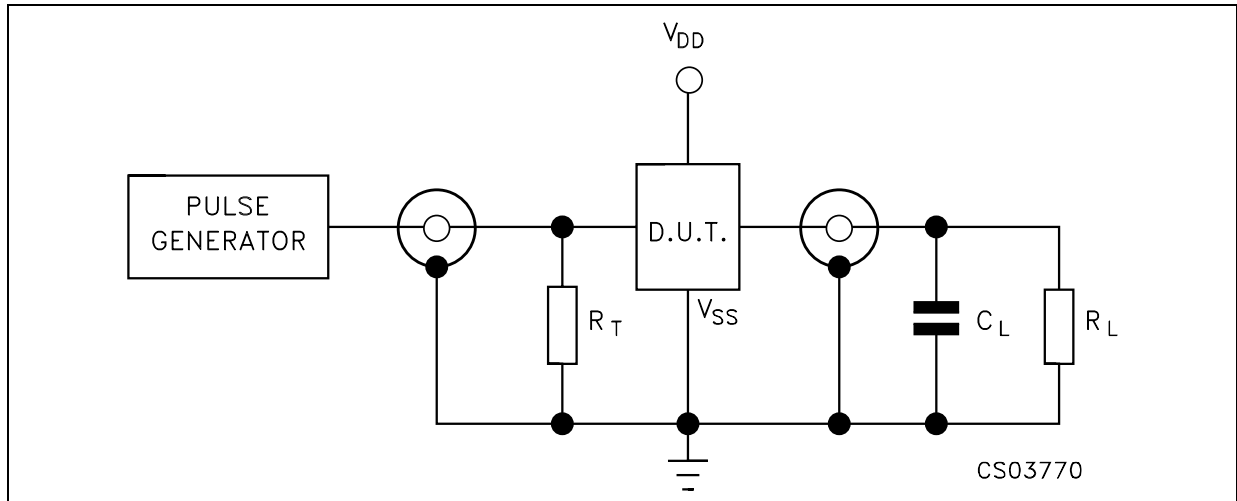 VDD
PULSE
GENERATOR
D.U.T.
VSS
RT
CL
RL
CS03770